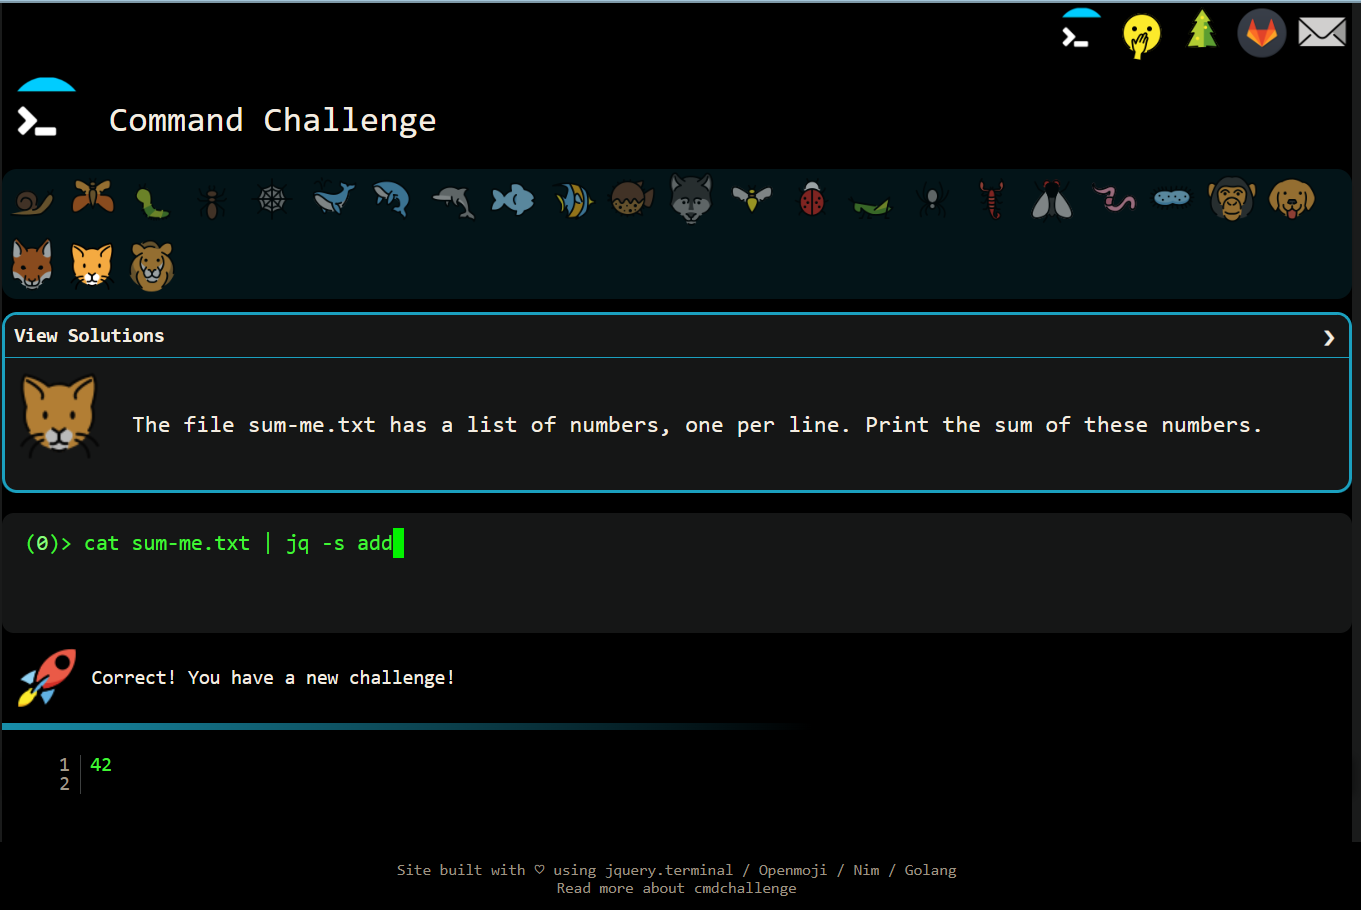 Command Challenge
View Solutions
The file sum-me.txt has a list of numbers, one per line. Print the sum of these numbers.
(0)> cat sum-me.txt | jq -s add
Correct! You have a new challenge!
1 42
2
Site built with ♡ using jquery.terminal / Openmoji / Nim / Golang
Read more about cmdchallenge